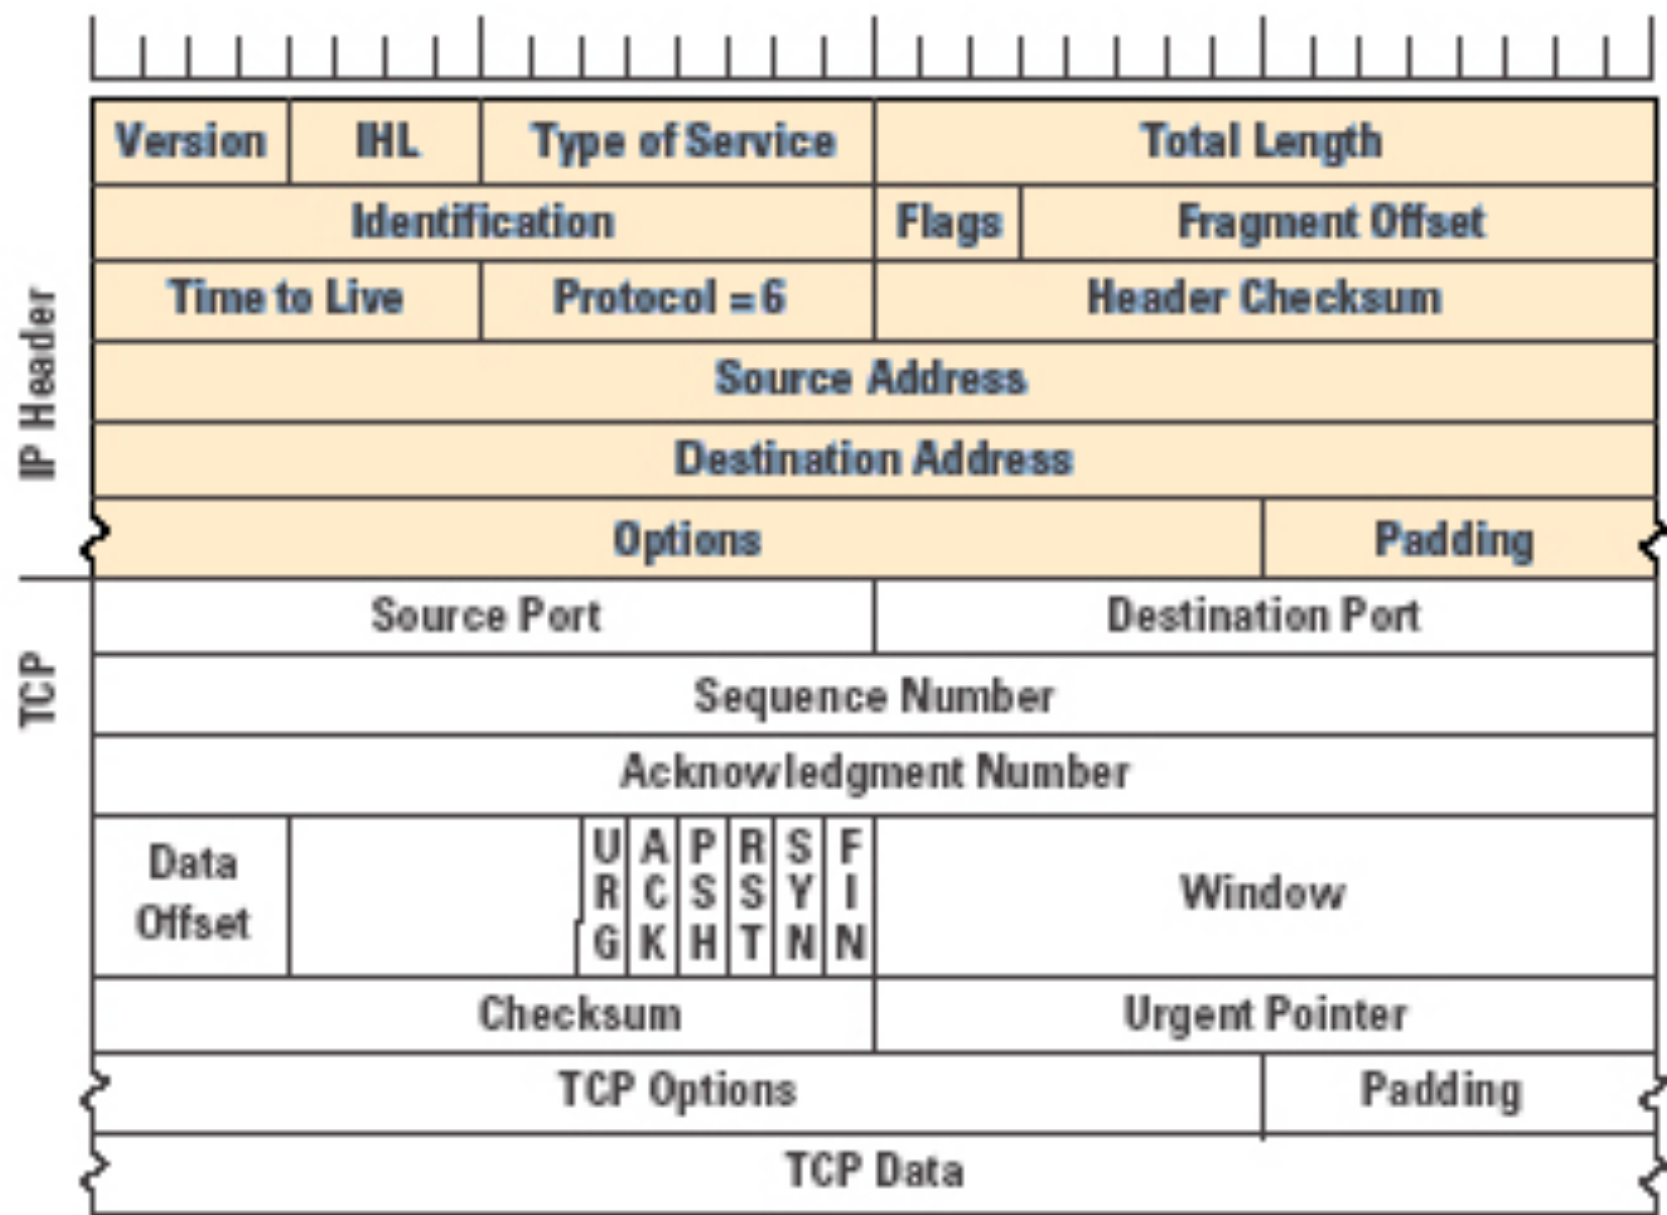 Version IHL Type of Service Total Length
Identification Flags Fragment Offset
Time to Live Protocol = 6 Header Checksum
Source Address
Destination Address
Options Padding
IP Header
Source Port Destination Port
Sequence Number
Acknowledgment Number
Data Offset URG ACK PSH RST SYN FIN Window
Checksum Urgent Pointer
TCP Options Padding
TCP Data
TCP